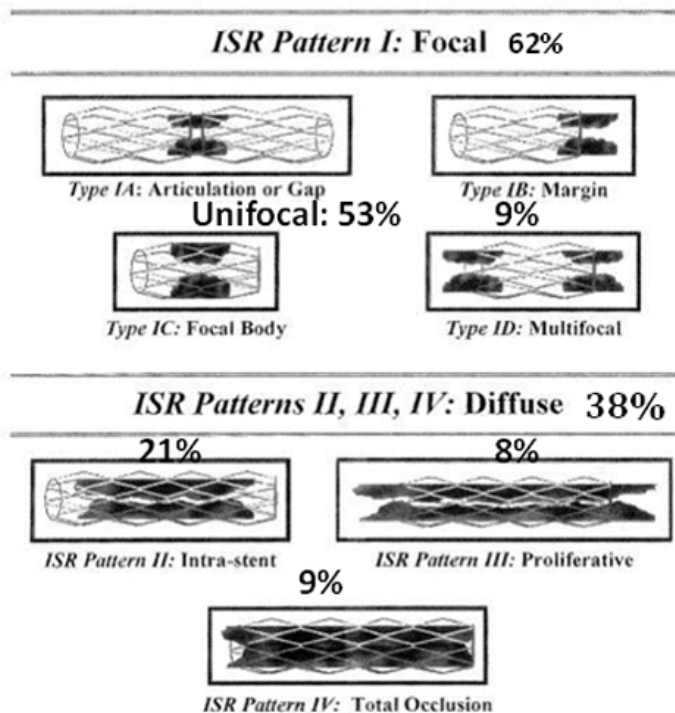 ISR Pattern I: Focal 62%
Type IA: Articulation or Gap
Type IB: Margin
Unifocal: 53%
9%
Type IC: Focal Body
Type ID: Multifocal
ISR Patterns II, III, IV: Diffuse 38%
21%
8%
ISR Pattern II: Intra-stent
ISR Pattern III: Proliferative
9%
ISR Pattern IV: Total Occlusion